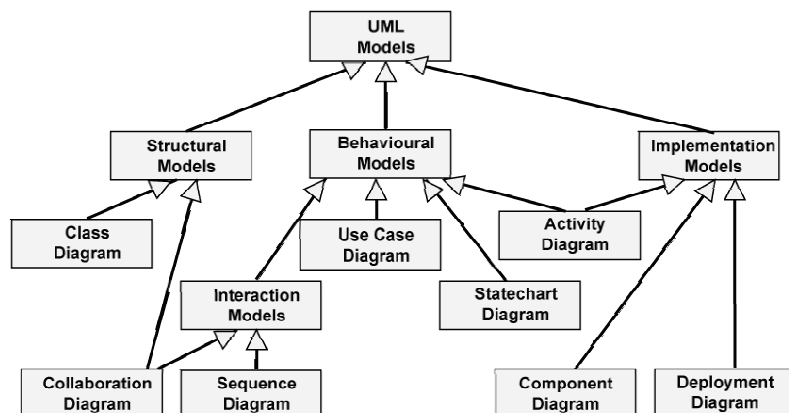 UML
Models
Structural
Models
Behavioural
Models
Implementation
Models
Class
Diagram
Use Case
Diagram
Activity
Diagram
Interaction
Models
Statechart
Diagram
Collaboration
Diagram
Sequence
Diagram
Component
Diagram
Deployment
Diagram